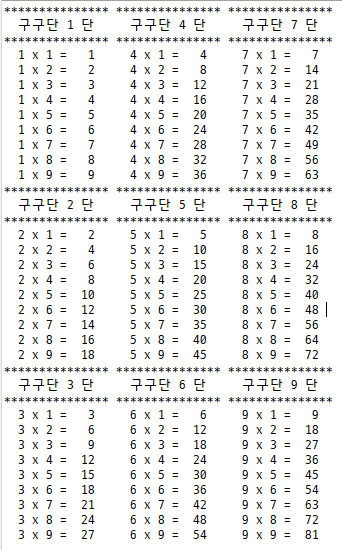 *************** *************** ***************
구구단 1 단 구구단 4 단 구구단 7 단
*************** *************** ***************
1 x 1 = 1 4 x 1 = 4 7 x 1 = 7
1 x 2 = 2 4 x 2 = 8 7 x 2 = 14
1 x 3 = 3 4 x 3 = 12 7 x 3 = 21
1 x 4 = 4 4 x 4 = 16 7 x 4 = 28
1 x 5 = 5 4 x 5 = 20 7 x 5 = 35
1 x 6 = 6 4 x 6 = 24 7 x 6 = 42
1 x 7 = 7 4 x 7 = 28 7 x 7 = 49
1 x 8 = 8 4 x 8 = 32 7 x 8 = 56
1 x 9 = 9 4 x 9 = 36 7 x 9 = 63
*************** *************** ***************
구구단 2 단 구구단 5 단 구구단 8 단
*************** *************** ***************
2 x 1 = 2 5 x 1 = 5 8 x 1 = 8
2 x 2 = 4 5 x 2 = 10 8 x 2 = 16
2 x 3 = 6 5 x 3 = 15 8 x 3 = 24
2 x 4 = 8 5 x 4 = 20 8 x 4 = 32
2 x 5 = 10 5 x 5 = 25 8 x 5 = 40
2 x 6 = 12 5 x 6 = 30 8 x 6 = 48
2 x 7 = 14 5 x 7 = 35 8 x 7 = 56
2 x 8 = 16 5 x 8 = 40 8 x 8 = 64
2 x 9 = 18 5 x 9 = 45 8 x 9 = 72
*************** *************** ***************
구구단 3 단 구구단 6 단 구구단 9 단
*************** *************** ***************
3 x 1 = 3 6 x 1 = 6 9 x 1 = 9
3 x 2 = 6 6 x 2 = 12 9 x 2 = 18
3 x 3 = 9 6 x 3 = 18 9 x 3 = 27
3 x 4 = 12 6 x 4 = 24 9 x 4 = 36
3 x 5 = 15 6 x 5 = 30 9 x 5 = 45
3 x 6 = 18 6 x 6 = 36 9 x 6 = 54
3 x 7 = 21 6 x 7 = 42 9 x 7 = 63
3 x 8 = 24 6 x 8 = 48 9 x 8 = 72
3 x 9 = 27 6 x 9 = 54 9 x 9 = 81